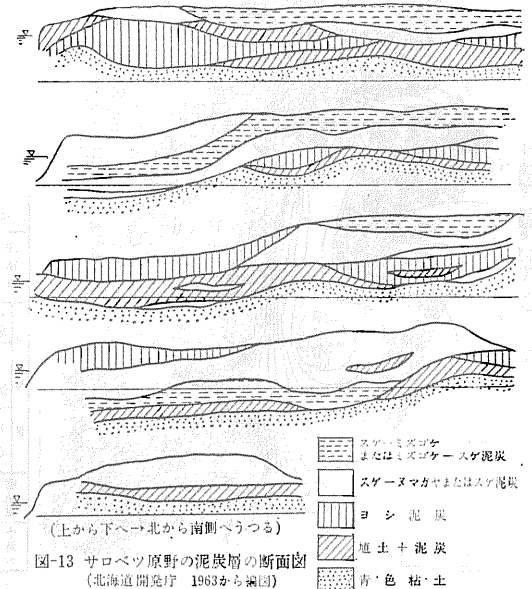 スゲーミズゴケ
またはミズゴケースゲ泥炭
スゲーヌマガヤまたはスゲ泥炭
ヨシ泥炭
埴土+泥炭
青色粘土
(上から下へ→北から南側へうつる)
図-13 サロベツ原野の泥炭層の断面図
(北海道開発庁 1963から編図)